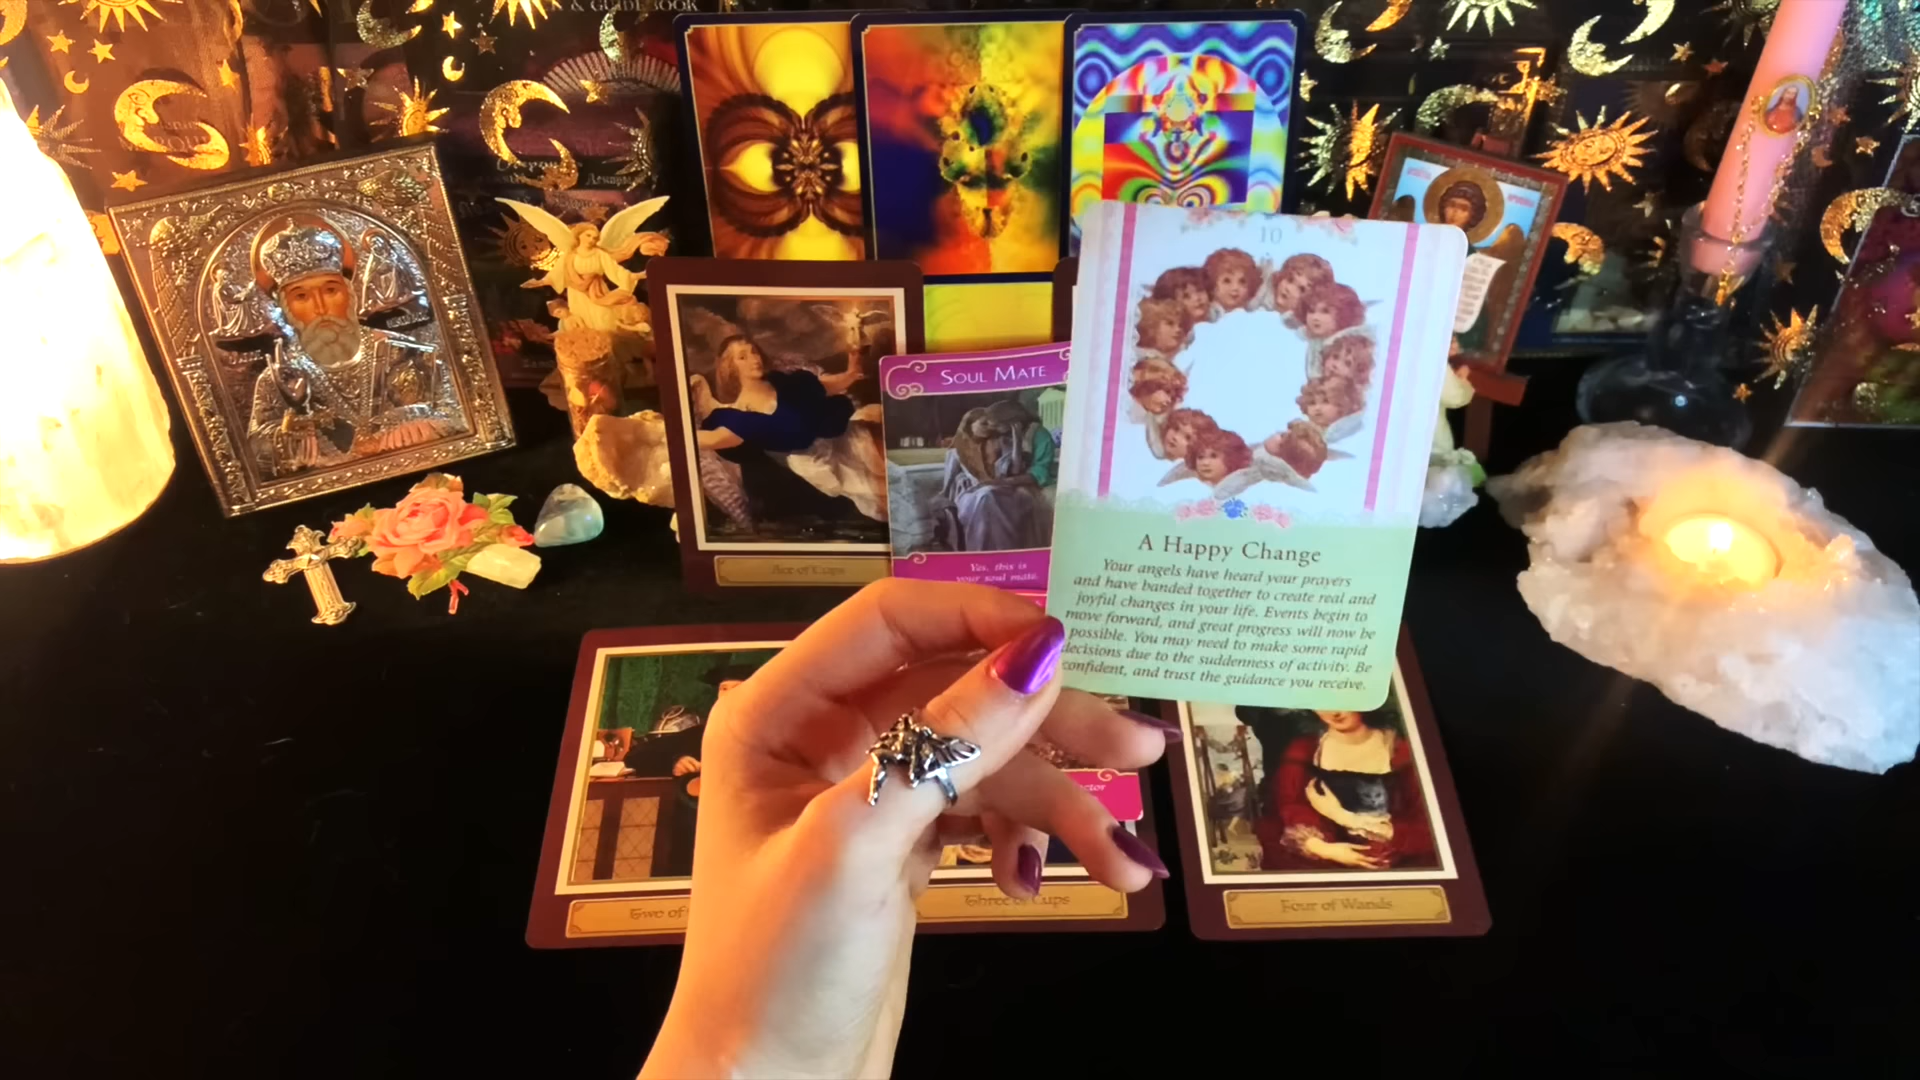 & GUIDEBOOK
10
SOUL MATE
A Happy Change
Your angels have heard your prayers
and have banded together to create real and
joyful changes in your life. Events begin to
move forward, and great progress will now be
possible. You may need to make some rapid
decisions due to the suddenness of activity. Be
confident, and trust the guidance you receive.
Ace of Cups
Yes, this is
your soul mate.
Two of
Three of Cups
Four of Wands